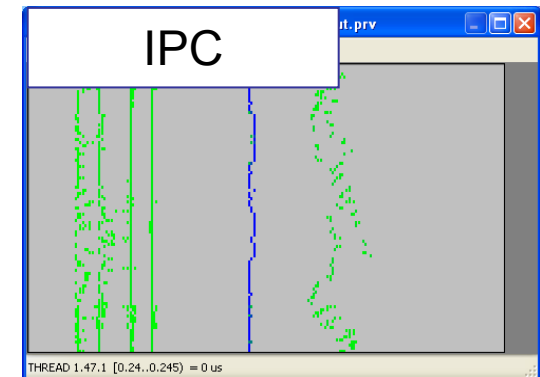 IPC
ut.prv
THREAD 1.47.1 [0.24..0.245) = 0 us